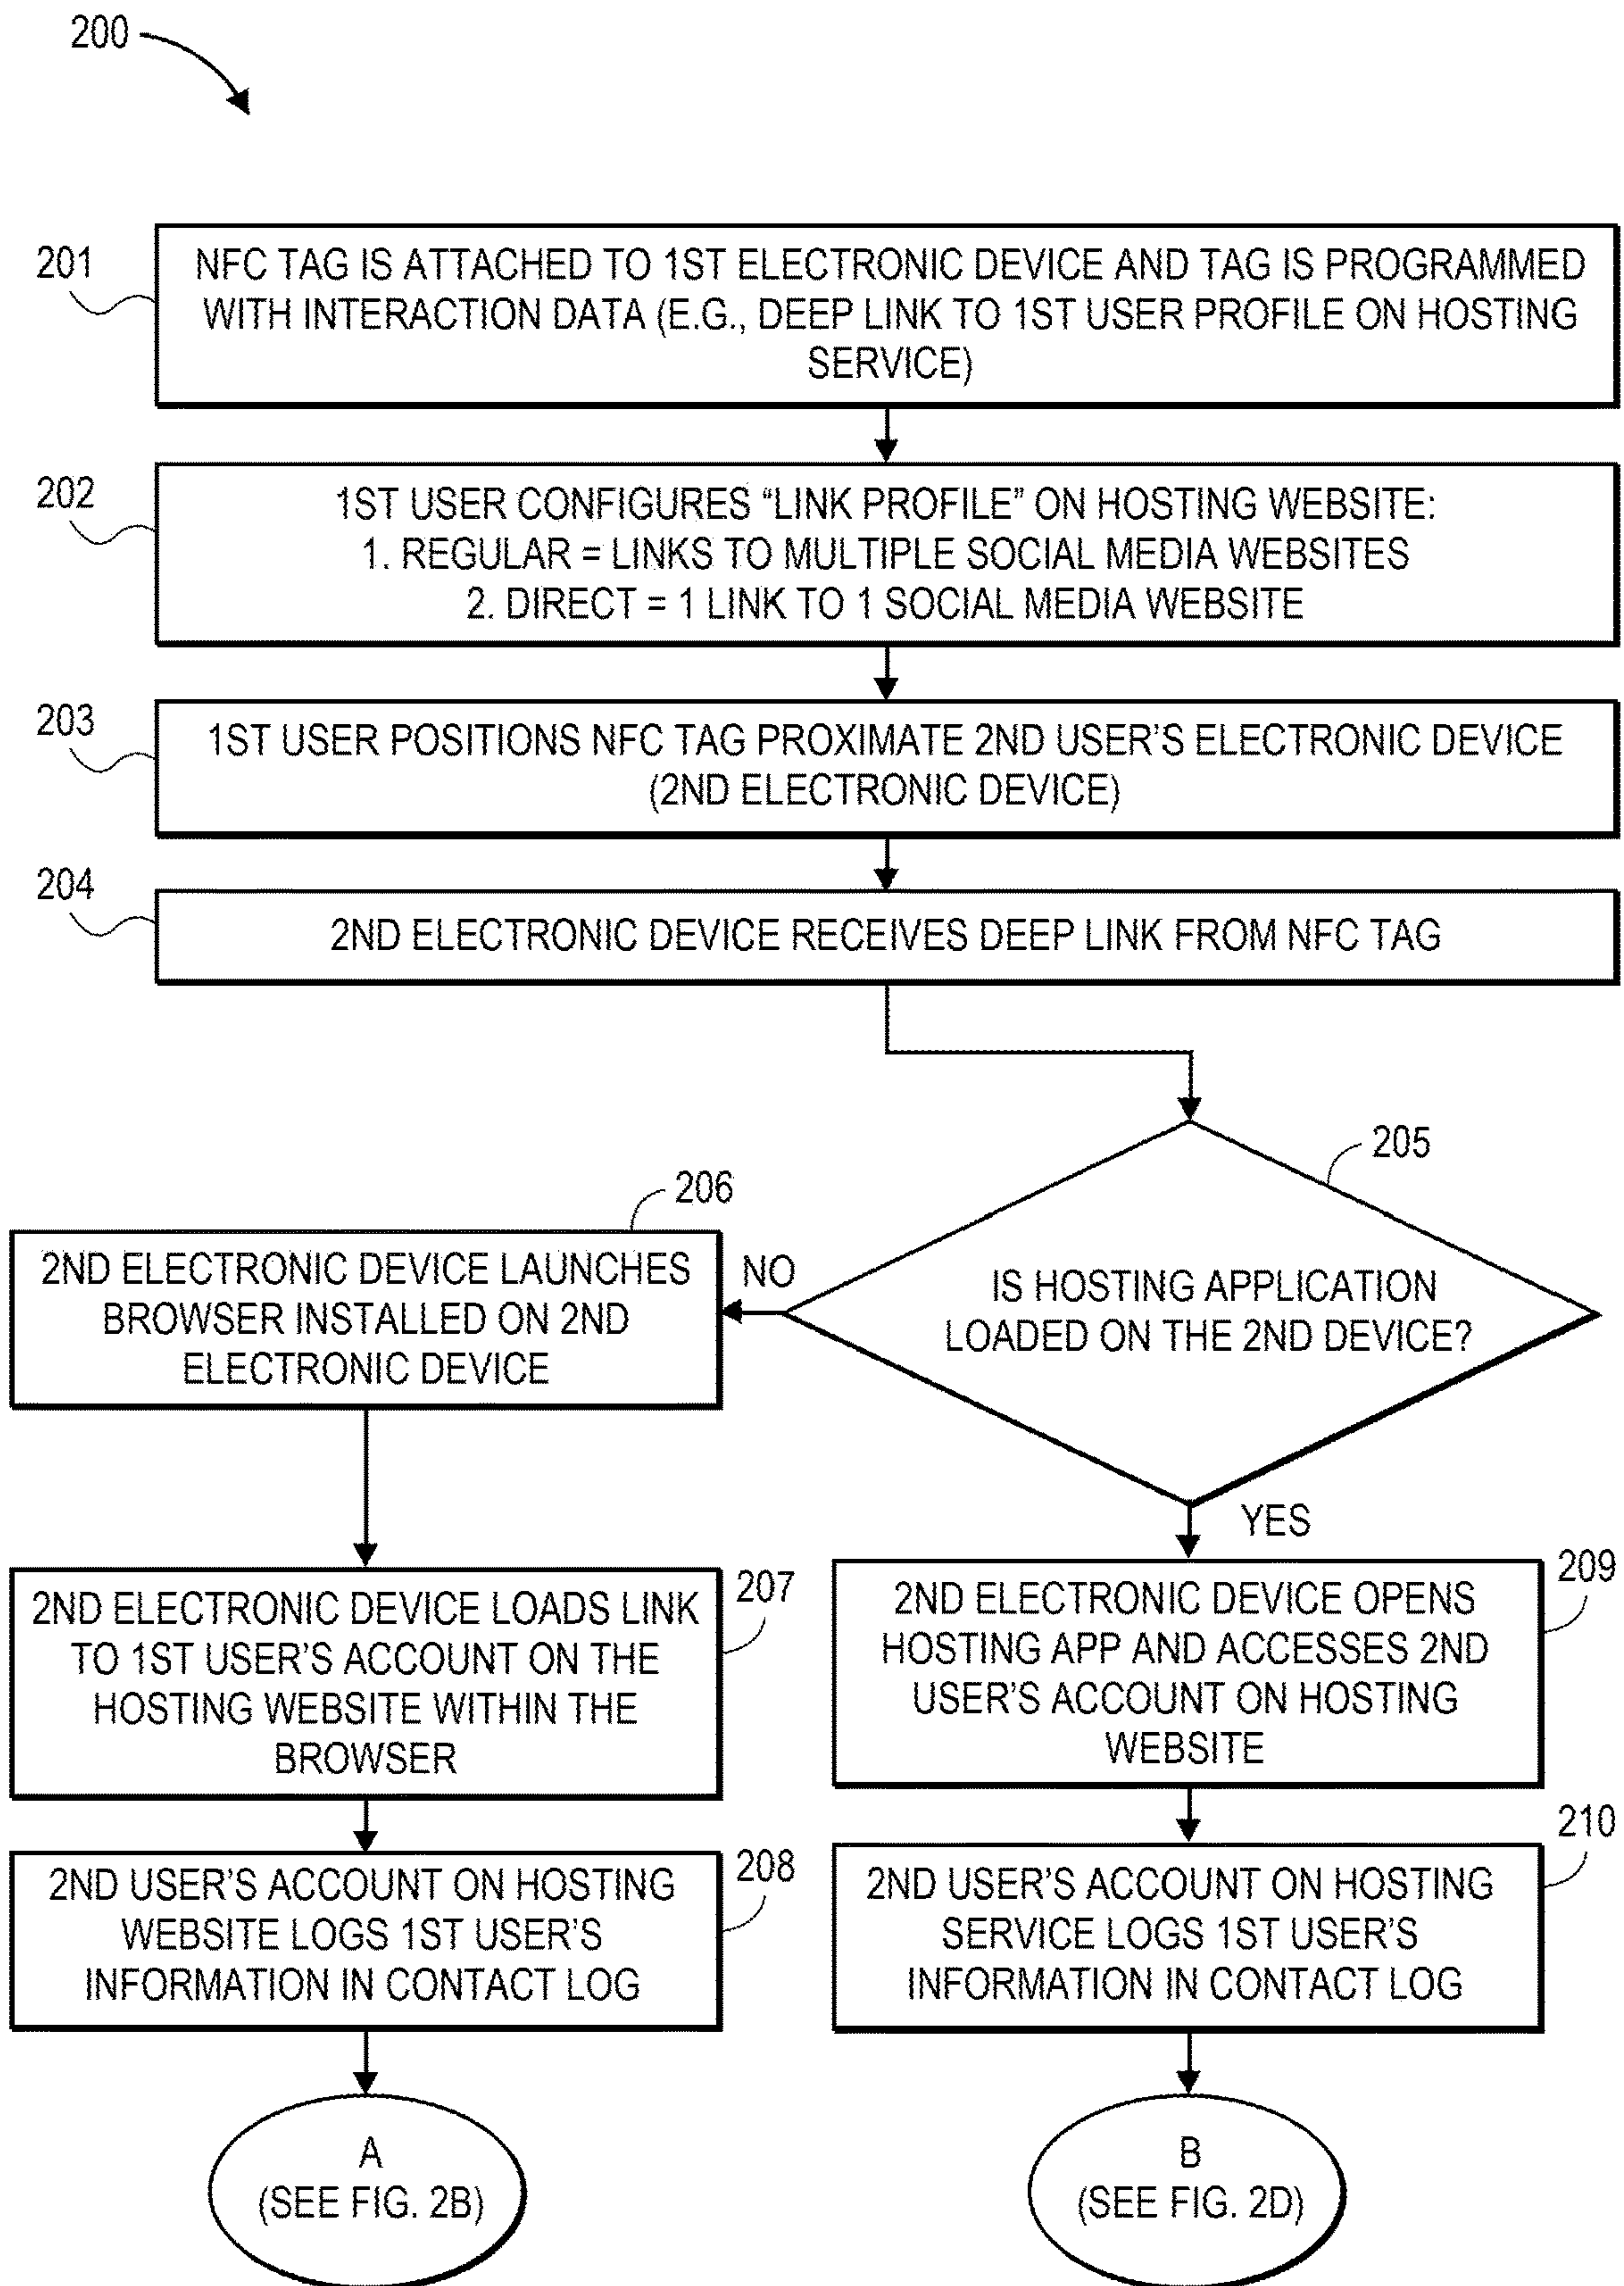 200
201
NFC TAG IS ATTACHED TO 1ST ELECTRONIC DEVICE AND TAG IS PROGRAMMED
WITH INTERACTION DATA (E.G., DEEP LINK TO 1ST USER PROFILE ON HOSTING
SERVICE)
202
1ST USER CONFIGURES “LINK PROFILE” ON HOSTING WEBSITE:
1. REGULAR = LINKS TO MULTIPLE SOCIAL MEDIA WEBSITES
2. DIRECT = 1 LINK TO 1 SOCIAL MEDIA WEBSITE
203
1ST USER POSITIONS NFC TAG PROXIMATE 2ND USER’S ELECTRONIC DEVICE
(2ND ELECTRONIC DEVICE)
204
2ND ELECTRONIC DEVICE RECEIVES DEEP LINK FROM NFC TAG
205
IS HOSTING APPLICATION
LOADED ON THE 2ND DEVICE?
NO
206
2ND ELECTRONIC DEVICE LAUNCHES
BROWSER INSTALLED ON 2ND
ELECTRONIC DEVICE
YES
207
2ND ELECTRONIC DEVICE LOADS LINK
TO 1ST USER’S ACCOUNT ON THE
HOSTING WEBSITE WITHIN THE
BROWSER
209
2ND ELECTRONIC DEVICE OPENS
HOSTING APP AND ACCESSES 2ND
USER’S ACCOUNT ON HOSTING
WEBSITE
208
2ND USER’S ACCOUNT ON HOSTING
WEBSITE LOGS 1ST USER’S
INFORMATION IN CONTACT LOG
210
2ND USER’S ACCOUNT ON HOSTING
SERVICE LOGS 1ST USER’S
INFORMATION IN CONTACT LOG
A
(SEE FIG. 2B)
B
(SEE FIG. 2D)